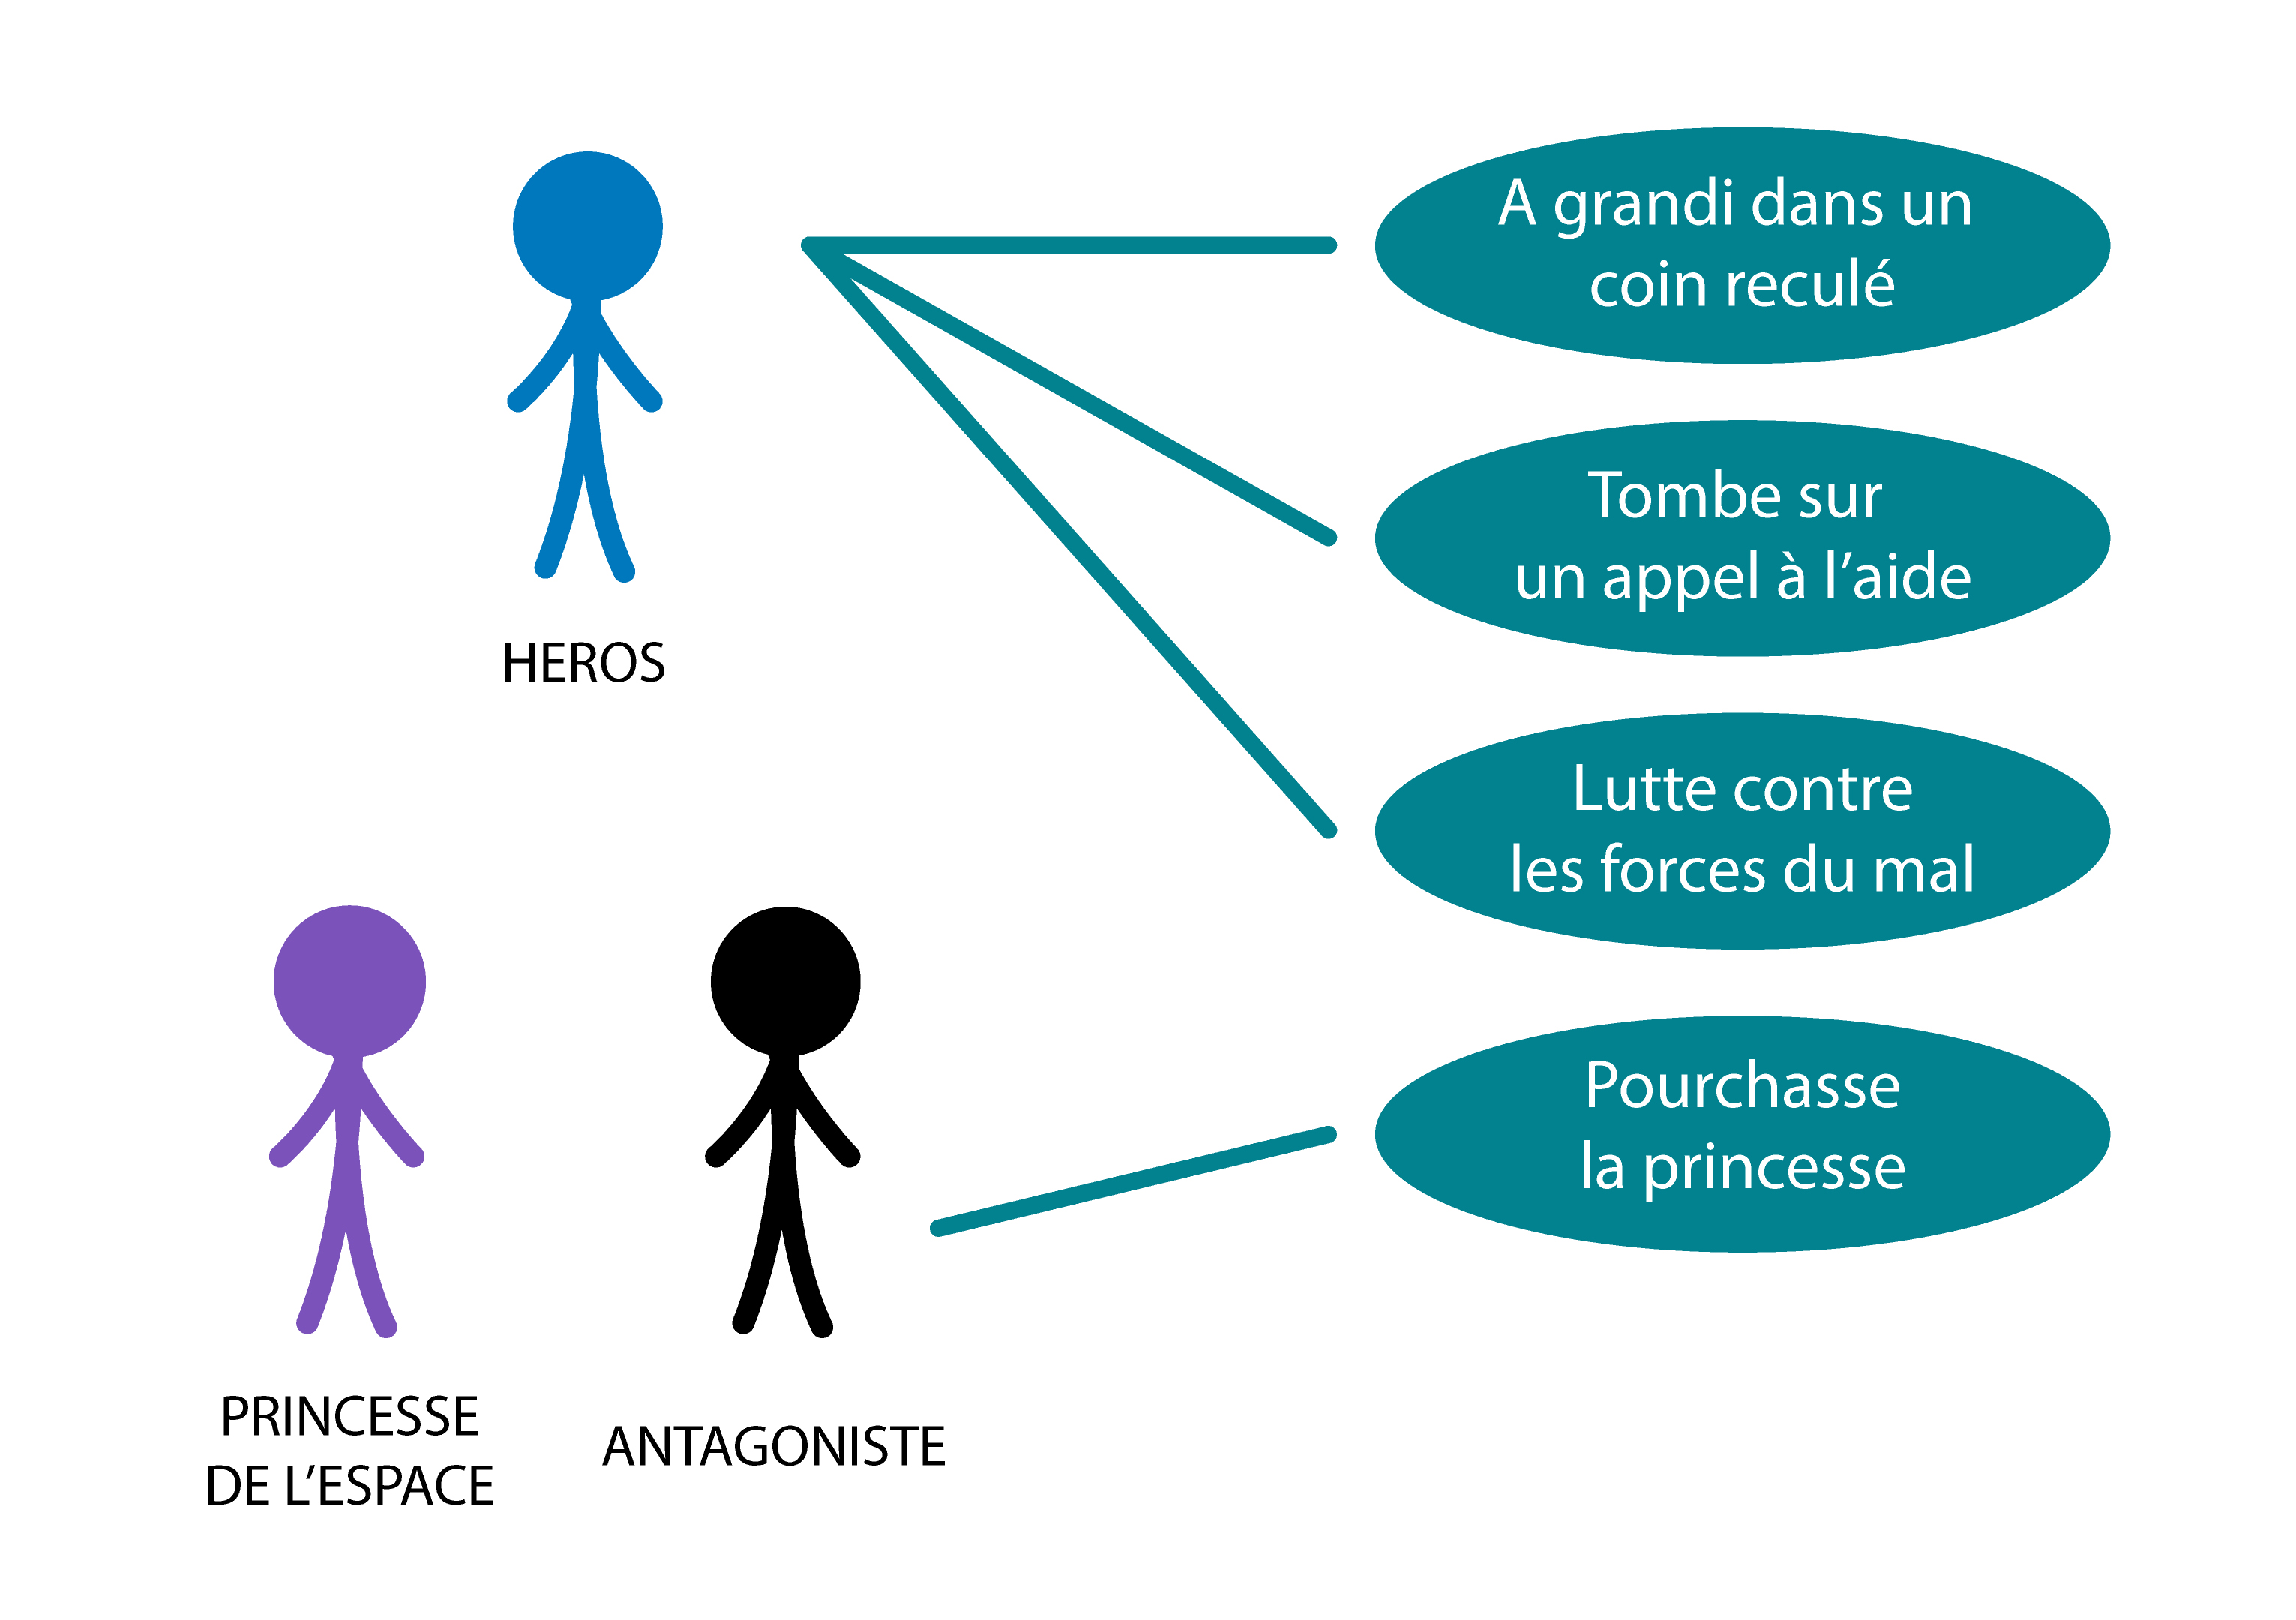 A grandi dans un
coin reculé
Tombe sur
un appel à l'aide
HEROS
Lutte contre
les forces du mal
Pourchasse
la princesse
PRINCESSE
DE L'ESPACE
ANTAGONISTE